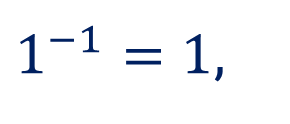 1⁻¹ = 1,